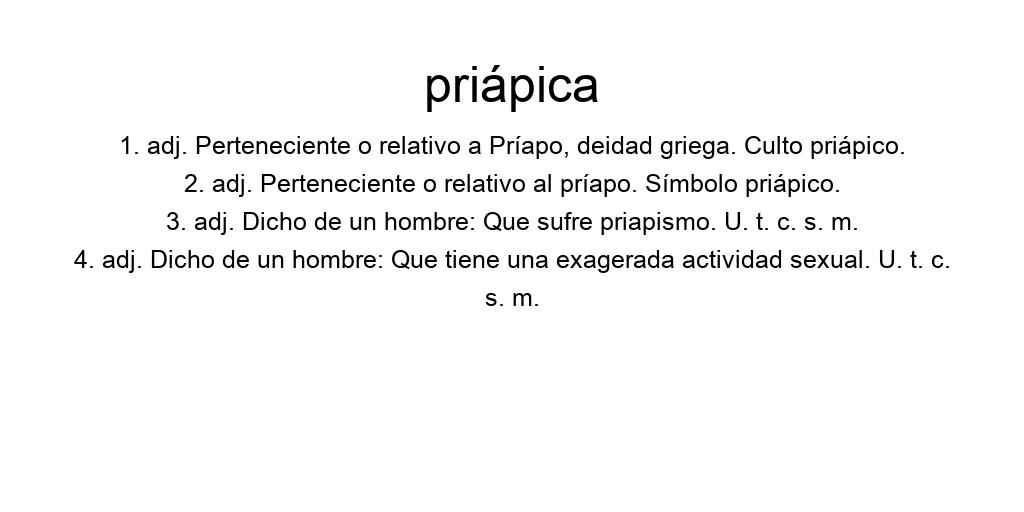 priápica
1. adj. Perteneciente o relativo a Príapo, deidad griega. Culto priápico.
2. adj. Perteneciente o relativo al príapo. Símbolo priápico.
3. adj. Dicho de un hombre: Que sufre priapismo. U. t. c. s. m.
4. adj. Dicho de un hombre: Que tiene una exagerada actividad sexual. U. t. c.
s. m.